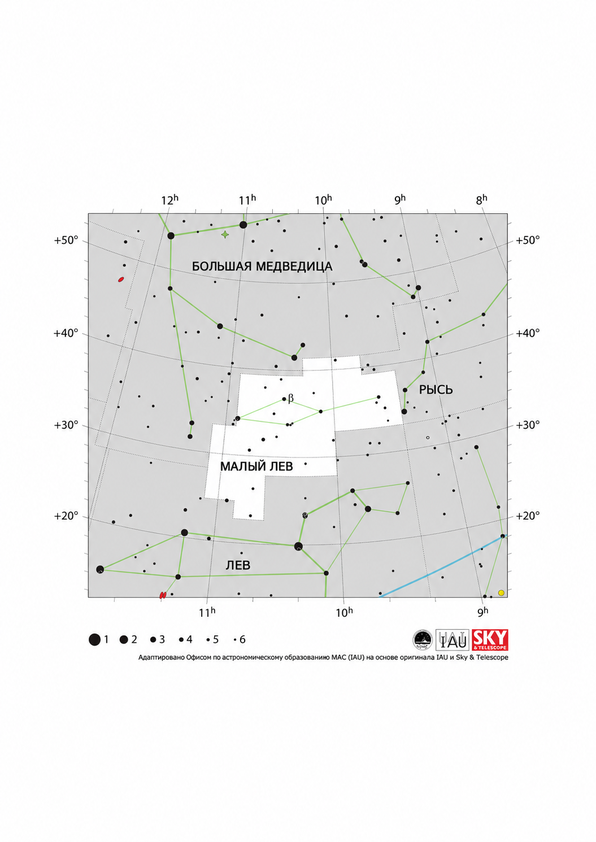 12h 11h 10h 9h 8h
+50° +50°
БОЛЬШАЯ МЕДВЕДИЦА
+40° +40°
РЫСЬ
β
+30° +30°
МАЛЫЙ ЛЕВ
+20° +20°
ЛЕВ
11h 10h 9h
1 2 3 4 5 6
IAU
SKY
& TELESCOPE
Адаптировано Офисом по астрономическому образованию МАС (IAU) на основе оригинала IAU и Sky & Telescope